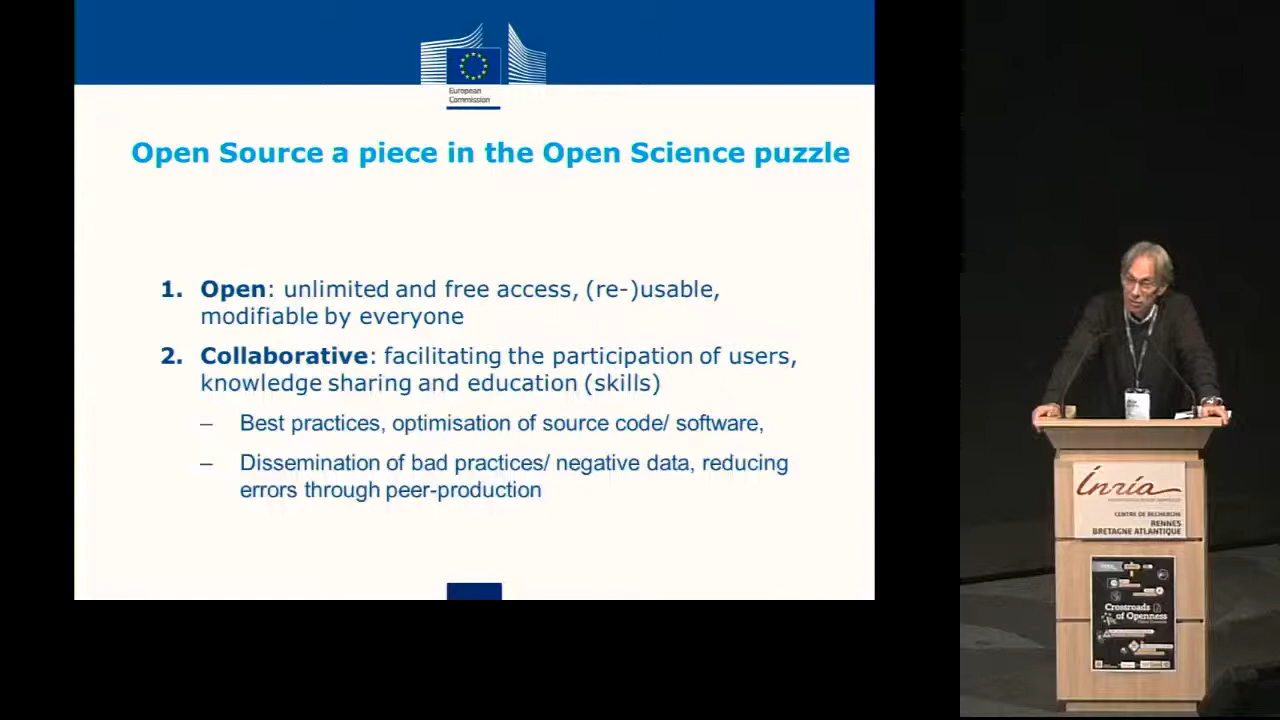 European
Commission
Open Source a piece in the Open Science puzzle
1. Open: unlimited and free access, (re-)usable,
modifiable by everyone
2. Collaborative: facilitating the participation of users,
knowledge sharing and education (skills)
– Best practices, optimisation of source code/ software,
– Dissemination of bad practices/ negative data, reducing
errors through peer-production
Inría
CENTRE DE RECHERCHE
RENNES
BRETAGNE ATLANTIQUE
Crossroads
of Openness